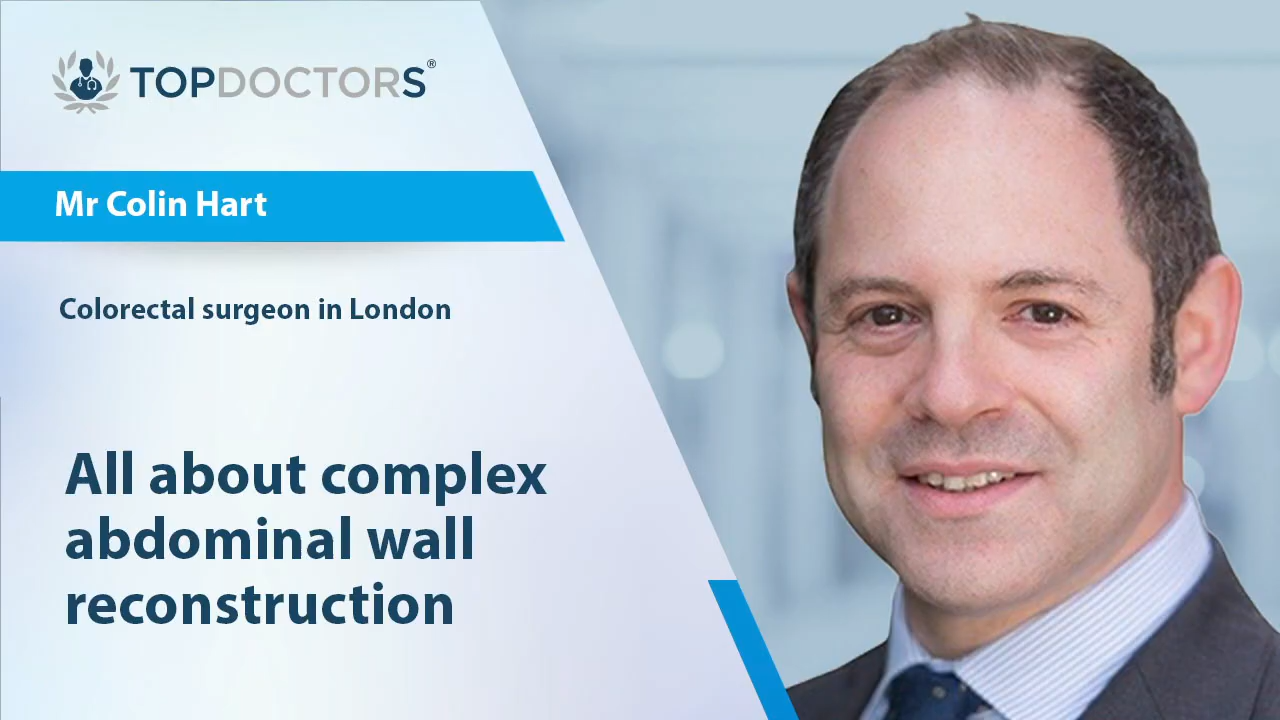 TOPDOCTORS®
Mr Colin Hart
Colorectal surgeon in London
All about complex
abdominal wall
reconstruction